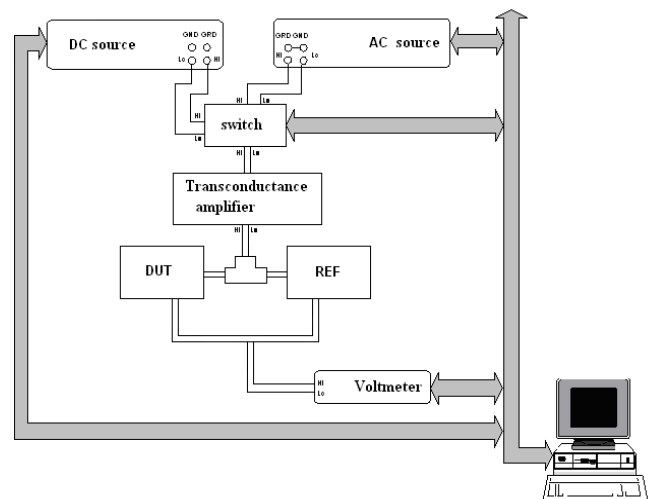 DC source
GND GRD
Lo
HI
AC source
GRD GND
HI
Lo
HI
Lo
HI
Lo
switch
HI
Lo
Transconductance
amplifier
HI
Lo
DUT
REF
HI
Lo
Voltmeter